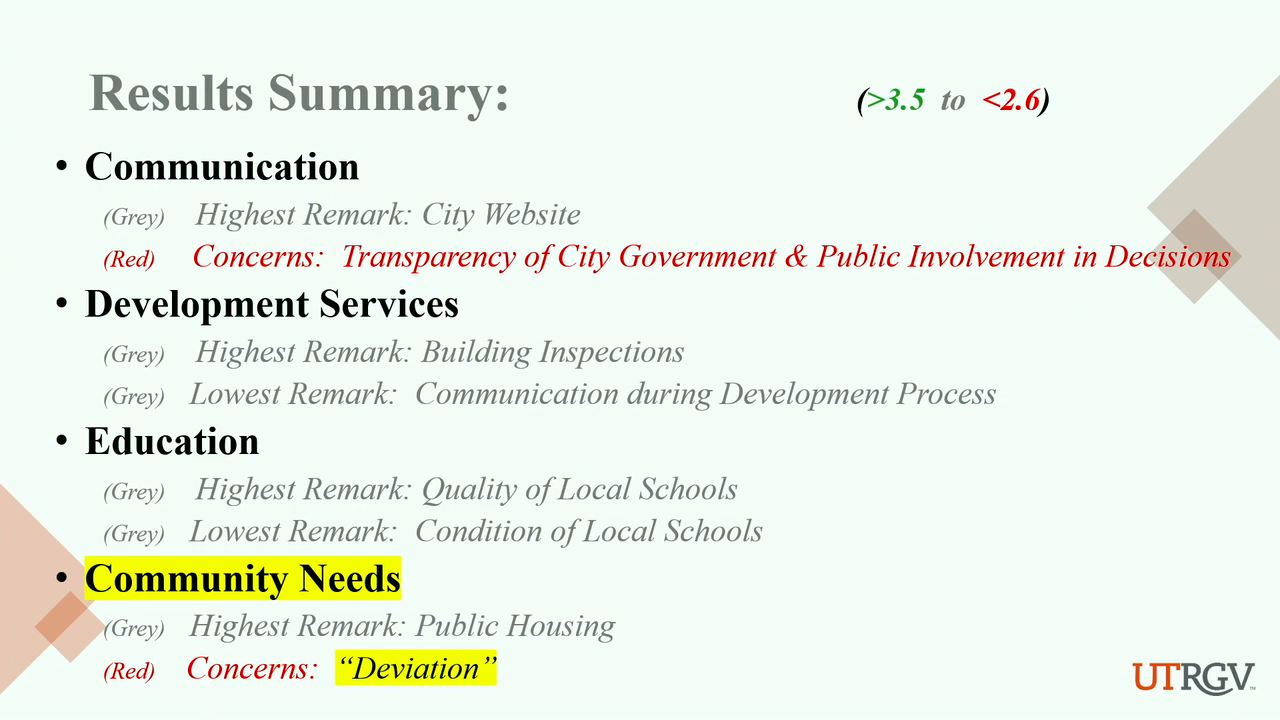 Results Summary: (>3.5 to <2.6)
• Communication
(Grey) Highest Remark: City Website
(Red) Concerns: Transparency of City Government & Public Involvement in Decisions
• Development Services
(Grey) Highest Remark: Building Inspections
(Grey) Lowest Remark: Communication during Development Process
• Education
(Grey) Highest Remark: Quality of Local Schools
(Grey) Lowest Remark: Condition of Local Schools
• Community Needs
(Grey) Highest Remark: Public Housing
(Red) Concerns: “Deviation”
UTRGV™